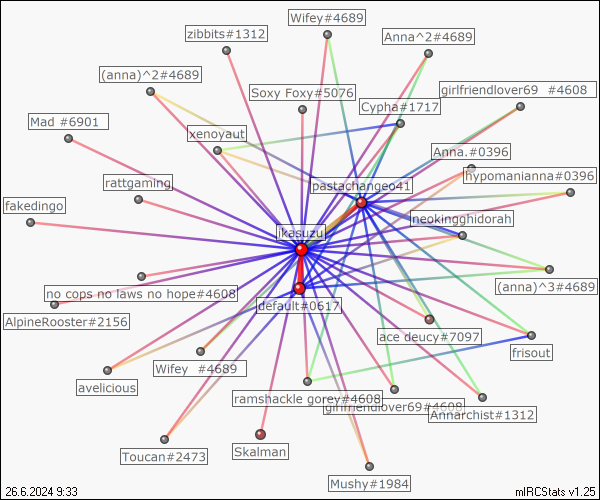 Wifey#4689
zibbits#1312
Anna^2#4689
(anna)^2#4689
girlfriendlover69 #4608
Soxy Foxy#5076
Cypha#1717
Mad #6901
xenoyaut
Anna.#0396
hypomanianna#0396
rattgaming
pastachangeo41
fakedingo
neokingghidorah
ikasuzu
(anna)^3#4689
no cops no laws no hope#4608
default#0617
AlpineRooster#2156
ace deucy#7097
frisout
Wifey #4689
avelicious
ramshackle gorey#4608
girlfriendlover69#4608
Annarchist#1312
Toucan#2473
Skalman
Mushy#1984
26.6.2024 9:33
mIRCStats v1.25